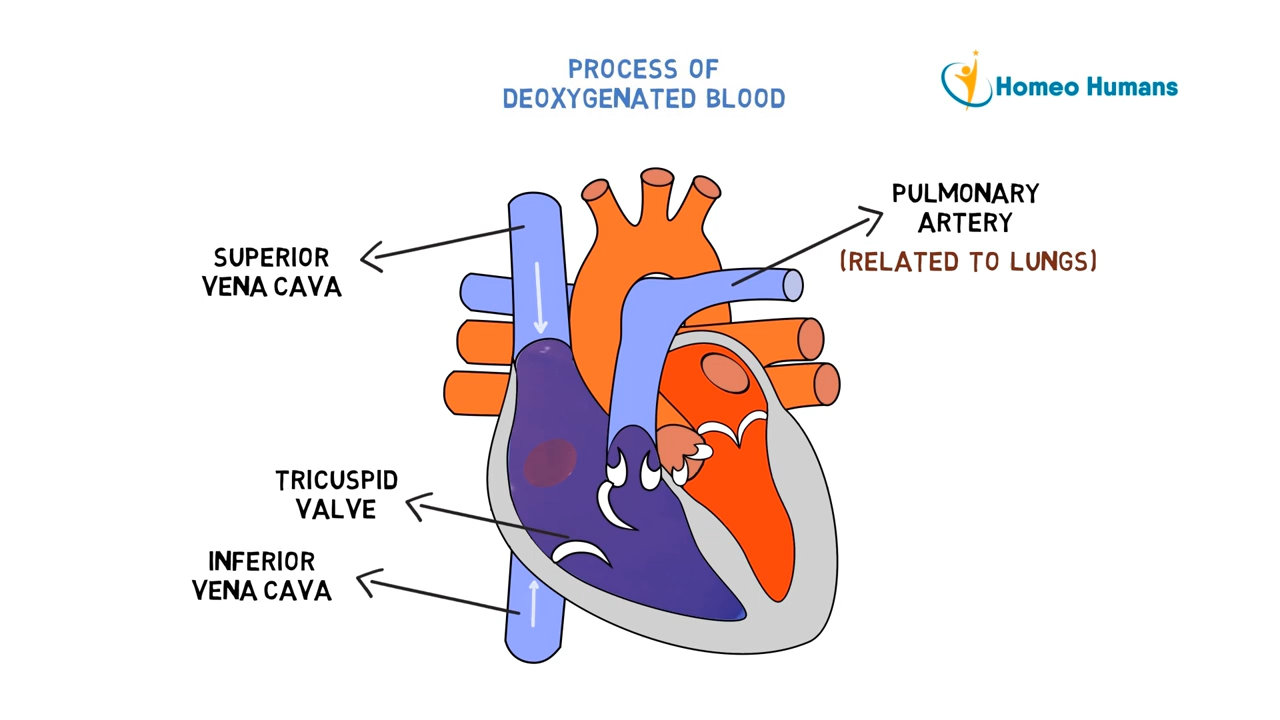 PROCESS OF
DEOXYGENATED BLOOD
Homeo Humans
PULMONARY
ARTERY
(RELATED TO LUNGS)
SUPERIOR
VENA CAVA
TRICUSPID
VALVE
INFERIOR
VENA CAVA